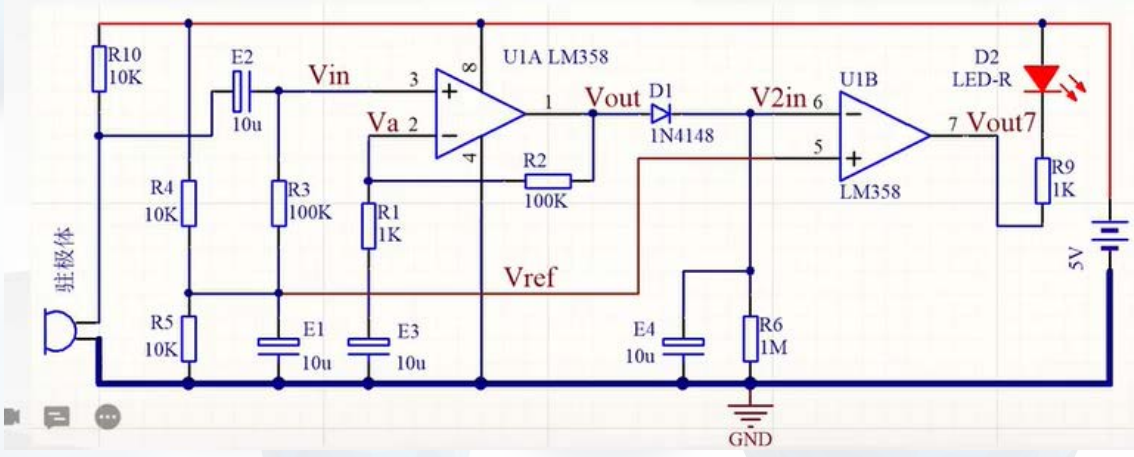 R10
10K
E2
10u
Vin
3
8
U1A LM358
Va
2
4
1
Vout
D1
1N4148
V2in
6
5
U1B
LM358
7
Vout7
D2
LED-R
R9
1K
R4
10K
R3
100K
R1
1K
R2
100K
5V
驻极体
Vref
R5
10K
E1
10u
E3
10u
E4
10u
R6
1M
GND